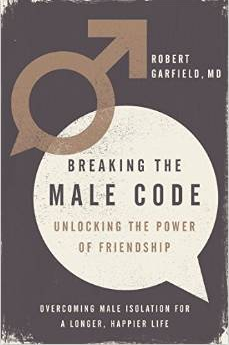 ROBERT
GARFIELD, MD
BREAKING THE
MALE CODE
UNLOCKING THE POWER
OF FRIENDSHIP
OVERCOMING MALE ISOLATION FOR
A LONGER, HAPPIER LIFE